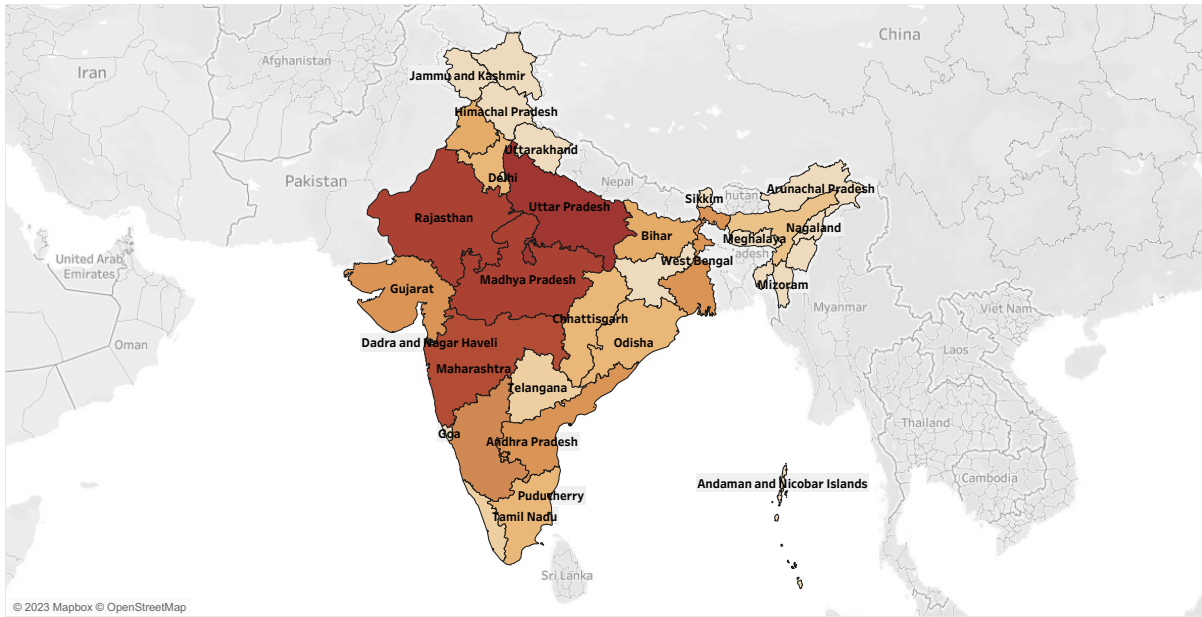 China
Iran
Afghanistan
Jammu and Kashmir
Himachal Pradesh
Uttarakhand
Pakistan
Delhi
Nepal
Sikkim
hutan
Arunachal Pradesh
Uttar Pradesh
Rajasthan
Bihar
Nagaland
Meghalaya
adesh
West Bengal
United Arab
Emirates
Madhya Pradesh
Gujarat
Mizoram
Myanmar
Viet Nam
Chhattisgarh
Oman
Dadra and Nagar Haveli
Odisha
Laos
Maharashtra
Telangana
Thailand
Andhra Pradesh
Cambodia
Andaman and Nicobar Islands
Puducherry
Tamil Nadu
Sri Lanka
© 2023 Mapbox © OpenStreetMap